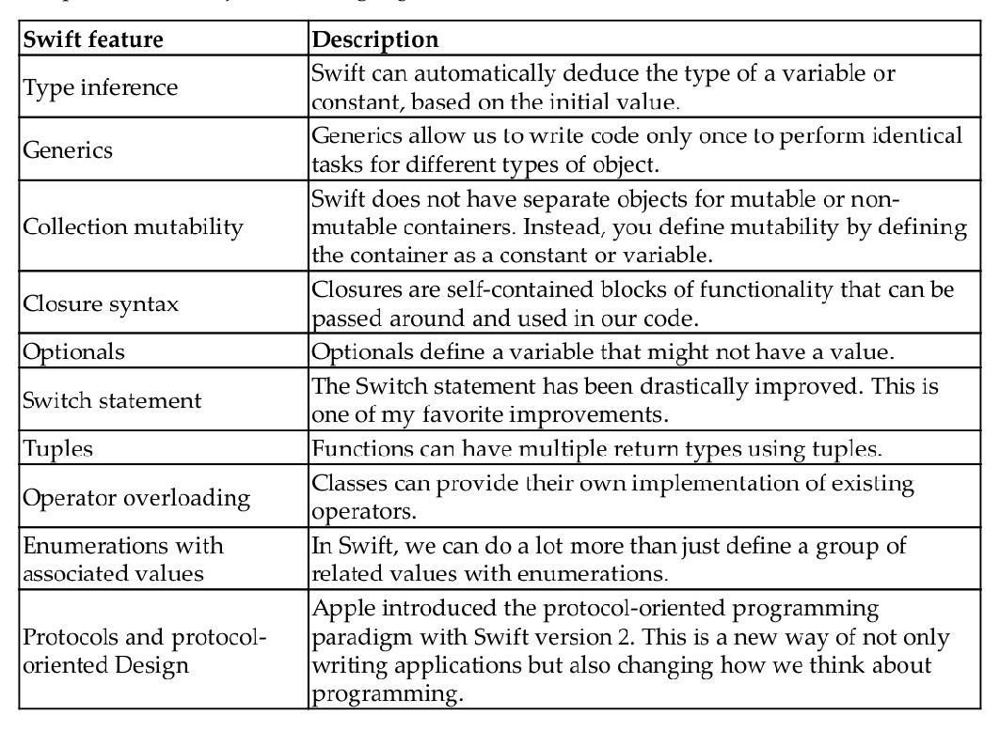 Swift feature
Description
Type inference
Swift can automatically deduce the type of a variable or
constant, based on the initial value.
Generics
Generics allow us to write code only once to perform identical
tasks for different types of object.
Collection mutability
Swift does not have separate objects for mutable or non-
mutable containers. Instead, you define mutability by defining
the container as a constant or variable.
Closure syntax
Closures are self-contained blocks of functionality that can be
passed around and used in our code.
Optionals
Optionals define a variable that might not have a value.
Switch statement
The Switch statement has been drastically improved. This is
one of my favorite improvements.
Tuples
Functions can have multiple return types using tuples.
Operator overloading
Classes can provide their own implementation of existing
operators.
Enumerations with
associated values
In Swift, we can do a lot more than just define a group of
related values with enumerations.
Protocols and protocol-
oriented Design
Apple introduced the protocol-oriented programming
paradigm with Swift version 2. This is a new way of not only
writing applications but also changing how we think about
programming.